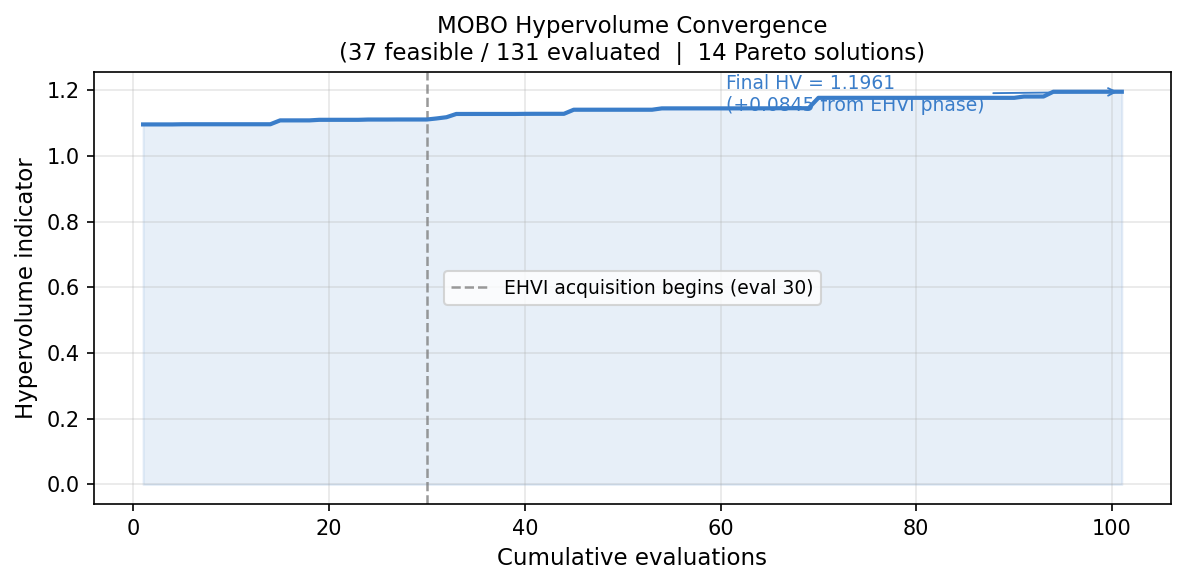 MOBO Hypervolume Convergence
(37 feasible / 131 evaluated | 14 Pareto solutions)
Final HV = 1.1961
(+0.0845 from EHVI phase)
Hypervolume indicator
1.2
1.0
0.8
0.6
0.4
0.2
0.0
EHVI acquisition begins (eval 30)
0 20 40 60 80 100
Cumulative evaluations